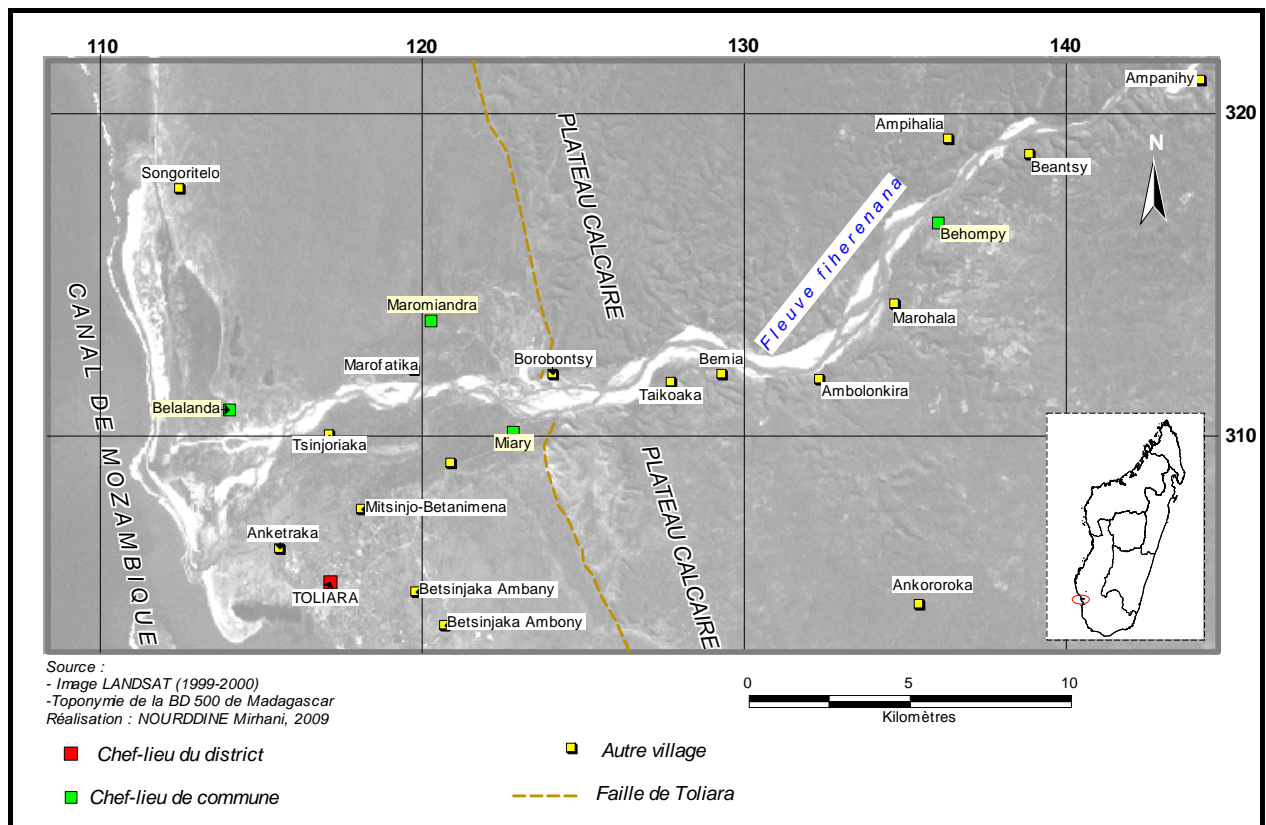 110 120 130 140
Ampanihy
320
Ampihalia
N
Beantsy
Songoritelo
PLATEAU CALCAIRE
Fleuve fiherenana
Behompy
CANAL DE MOZAMBIQUE
Maromiandra
Marohala
Marofatika
Borobontsy
Bemia
Taikoaka
Ambolonkira
Belalanda
Tsinjoriaka
Miary
310
PLATEAU CALCAIRE
Mitsinjo-Betanimena
Anketraka
TOLIARA
Betsinjaka Ambany
Ankororoka
Betsinjaka Ambony
Source :
- Image LANDSAT (1999-2000)
-Toponymie de la BD 500 de Madagascar
Réalisation : NOURDDINE Mirhani, 2009
0 5 10
Kilomètres
Chef-lieu du district
Autre village
Chef-lieu de commune
Faille de Toliara